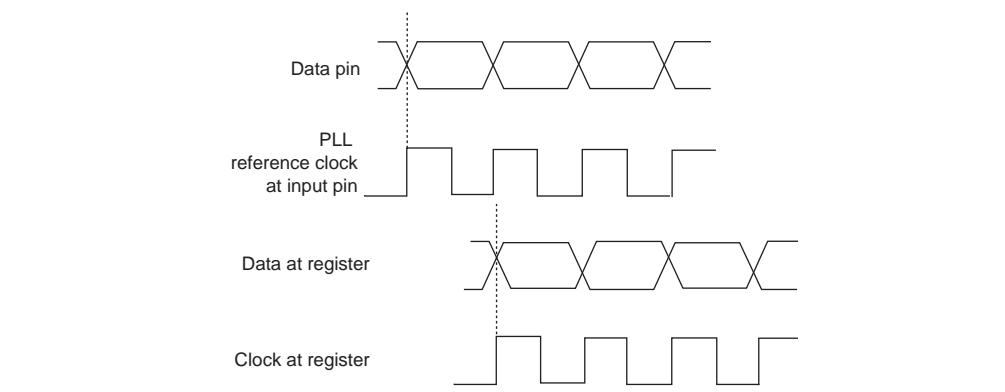 Data pin
PLL
reference clock
at input pin
Data at register
Clock at register